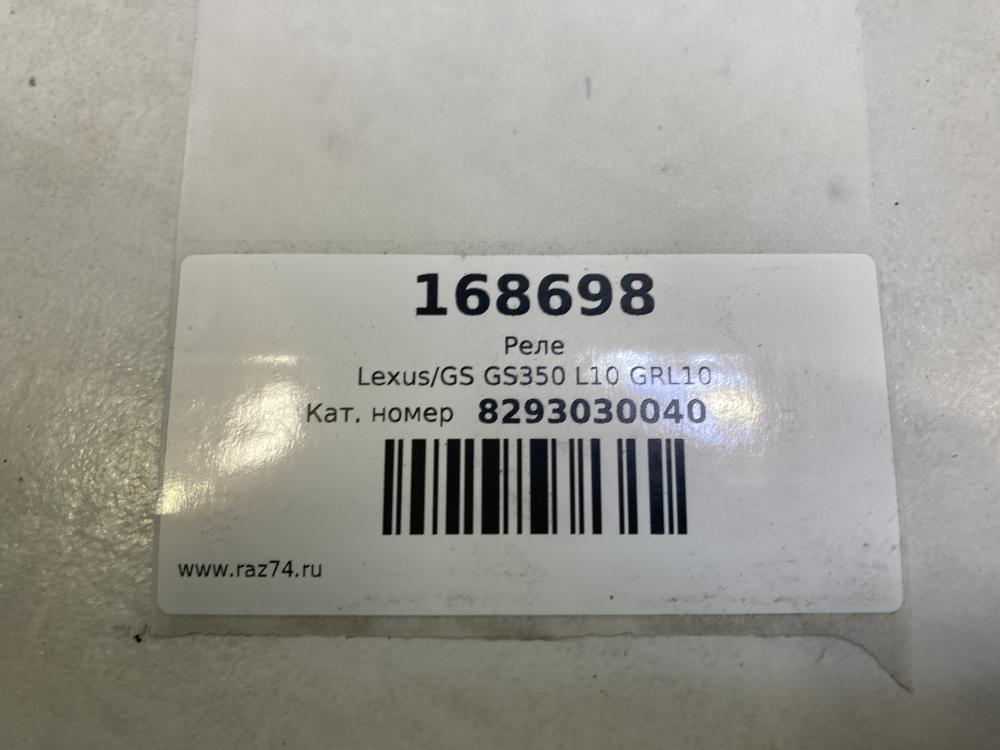 168698
Реле
Lexus/GS GS350 L10 GRL10
Кат. номер 8293030040
www.raz74.ru